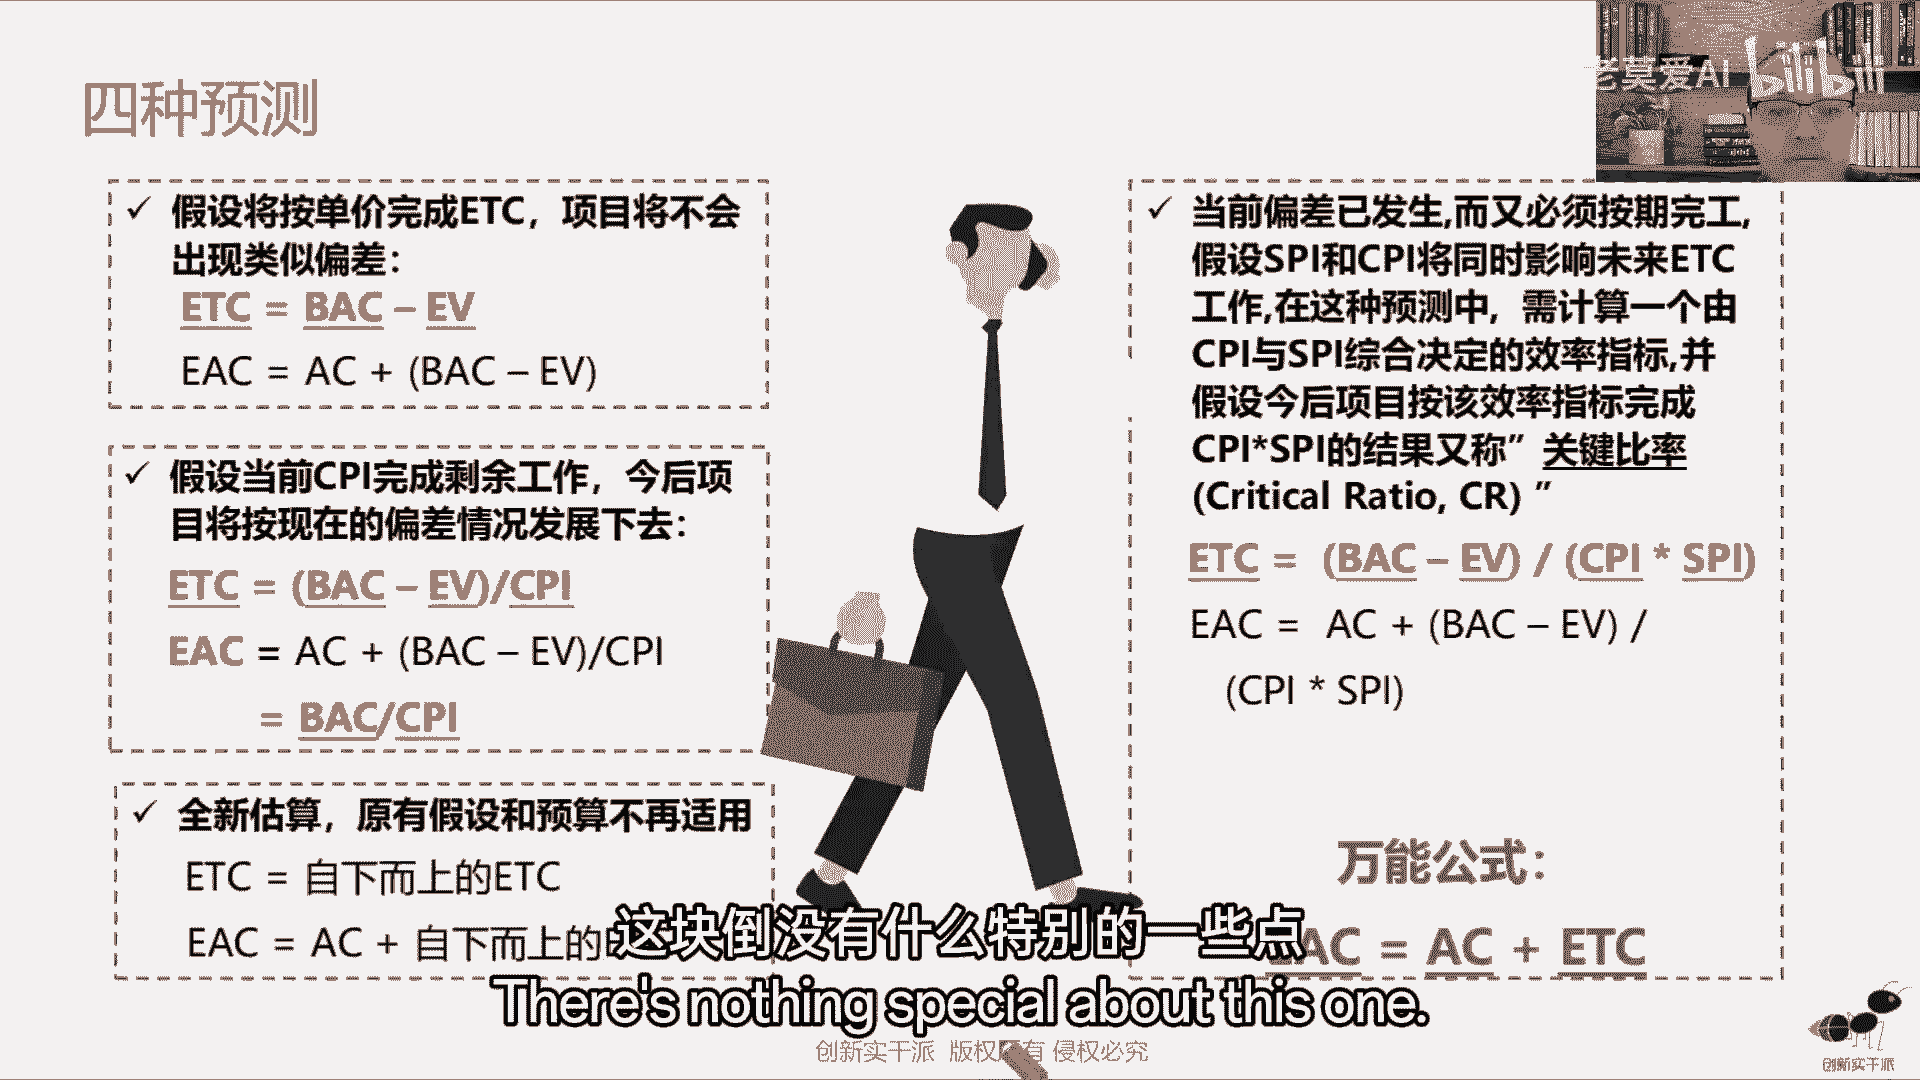 四种预测
老莫爱AI bilibili
✓ 假设将按单价完成ETC，项目将不会
出现类似偏差：
ETC = BAC – EV
EAC = AC + (BAC – EV)
✓ 假设当前CPI完成剩余工作，今后项
目将按现在的偏差情况发展下去：
ETC = (BAC – EV)/CPI
EAC = AC + (BAC – EV)/CPI
= BAC/CPI
✓ 全新估算，原有假设和预算不再适用
ETC = 自下而上的ETC
EAC = AC + 自下而上的
✓ 当前偏差已发生,而又必须按期完工,
假设SPI和CPI将同时影响未来ETC
工作,在这种预测中，需计算一个由
CPI与SPI综合决定的效率指标,并
假设今后项目按该效率指标完成
CPI*SPI的结果又称”关键比率
(Critical Ratio, CR) ”
ETC = (BAC – EV) / (CPI * SPI)
EAC = AC + (BAC – EV) /
(CPI * SPI)
万能公式：
EAC = AC + ETC
这块倒没有什么特别的一些点
There's nothing special about this one.
创新实干派 版权所有 侵权必究
创新实干派